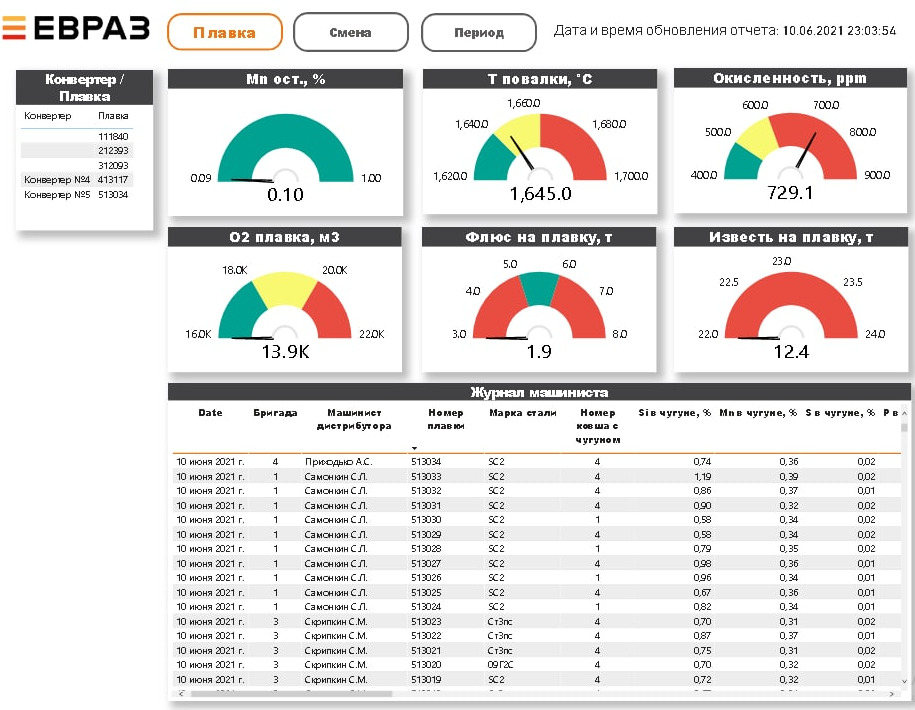 ЕВРАЗ
Плавка
Смена
Период
Дата и время обновления отчета: 10.06.2021 23:03:54
Конвертер /
Плавка
Конвертер Плавка
111840
212393
312093
Конвертер №4 413117
Конвертер №5 513034
Mn ост., %
0.09
1.00
0.10
T повалки, °C
1,620.0
1,640.0
1,660.0
1,680.0
1,700.0
1,645.0
Окисленность, ppm
400.0
500.0
600.0
700.0
800.0
900.0
729.1
O2 плавка, м3
16.0K
18.0K
20.0K
22.0K
13.9K
Флюс на плавку, т
3.0
4.0
5.0
6.0
7.0
8.0
1.9
Известь на плавку, т
22.0
22.5
23.0
23.5
24.0
12.4
Журнал машиниста
Date Бригада Машинист дистрибутора Номер плавки Марка стали Номер ковша с чугуном Si в чугуне, % Mn в чугуне, % S в чугуне, % P в
10 июня 2021 г. 4 Приходько А.С. 513034 SC2 4 0,74 0,36 0,02
10 июня 2021 г. 1 Самонкин С.Л. 513033 SC2 4 1,19 0,39 0,02
10 июня 2021 г. 1 Самонкин С.Л. 513032 SC2 4 0,86 0,37 0,01
10 июня 2021 г. 1 Самонкин С.Л. 513031 SC2 4 0,90 0,32 0,02
10 июня 2021 г. 1 Самонкин С.Л. 513030 SC2 1 0,58 0,34 0,02
10 июня 2021 г. 1 Самонкин С.Л. 513029 SC2 4 0,58 0,34 0,02
10 июня 2021 г. 1 Самонкин С.Л. 513028 SC2 1 0,79 0,35 0,02
10 июня 2021 г. 1 Самонкин С.Л. 513027 SC2 4 0,98 0,36 0,01
10 июня 2021 г. 1 Самонкин С.Л. 513026 SC2 1 0,96 0,34 0,01
10 июня 2021 г. 1 Самонкин С.Л. 513025 SC2 4 0,67 0,36 0,01
10 июня 2021 г. 1 Самонкин С.Л. 513024 SC2 1 0,82 0,34 0,01
10 июня 2021 г. 3 Скрипкин С.М. 513023 Ст3пс 4 0,70 0,31 0,02
10 июня 2021 г. 3 Скрипкин С.М. 513022 Ст3пс 4 0,87 0,37 0,01
10 июня 2021 г. 3 Скрипкин С.М. 513021 Ст3пс 4 0,75 0,31 0,02
10 июня 2021 г. 3 Скрипкин С.М. 513020 09Г2С 4 0,70 0,32 0,02
10 июня 2021 г. 3 Скрипкин С.М. 513019 SC2 4 0,72 0,32 0,01